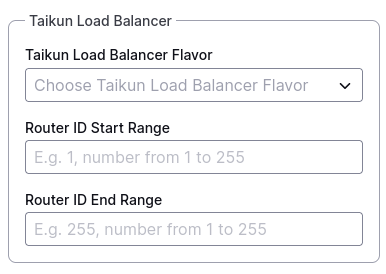 Taikun Load Balancer
Taikun Load Balancer Flavor
Choose Taikun Load Balancer Flavor
Router ID Start Range
E.g. 1, number from 1 to 255
Router ID End Range
E.g. 255, number from 1 to 255